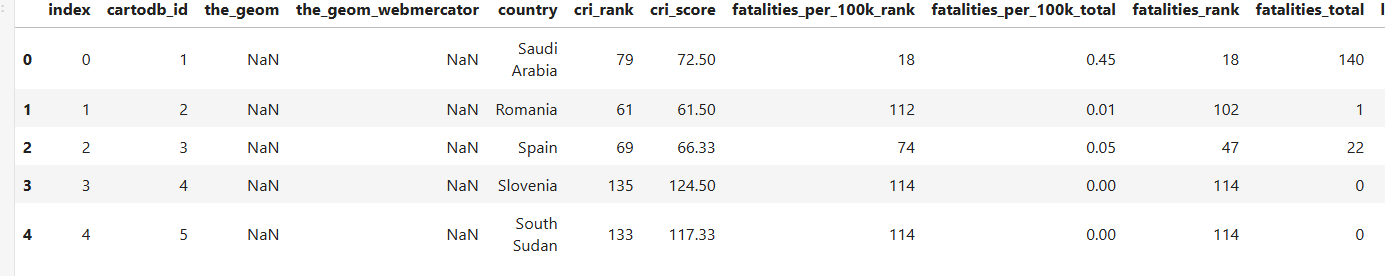 index cartodb_id the_geom the_geom_webmercator country cri_rank cri_score fatalities_per_100k_rank fatalities_per_100k_total fatalities_rank fatalities_total
0 0 1 NaN NaN Saudi Arabia 79 72.50 18 0.45 18 140
1 1 2 NaN NaN Romania 61 61.50 112 0.01 102 1
2 2 3 NaN NaN Spain 69 66.33 74 0.05 47 22
3 3 4 NaN NaN Slovenia 135 124.50 114 0.00 114 0
4 4 5 NaN NaN South Sudan 133 117.33 114 0.00 114 0